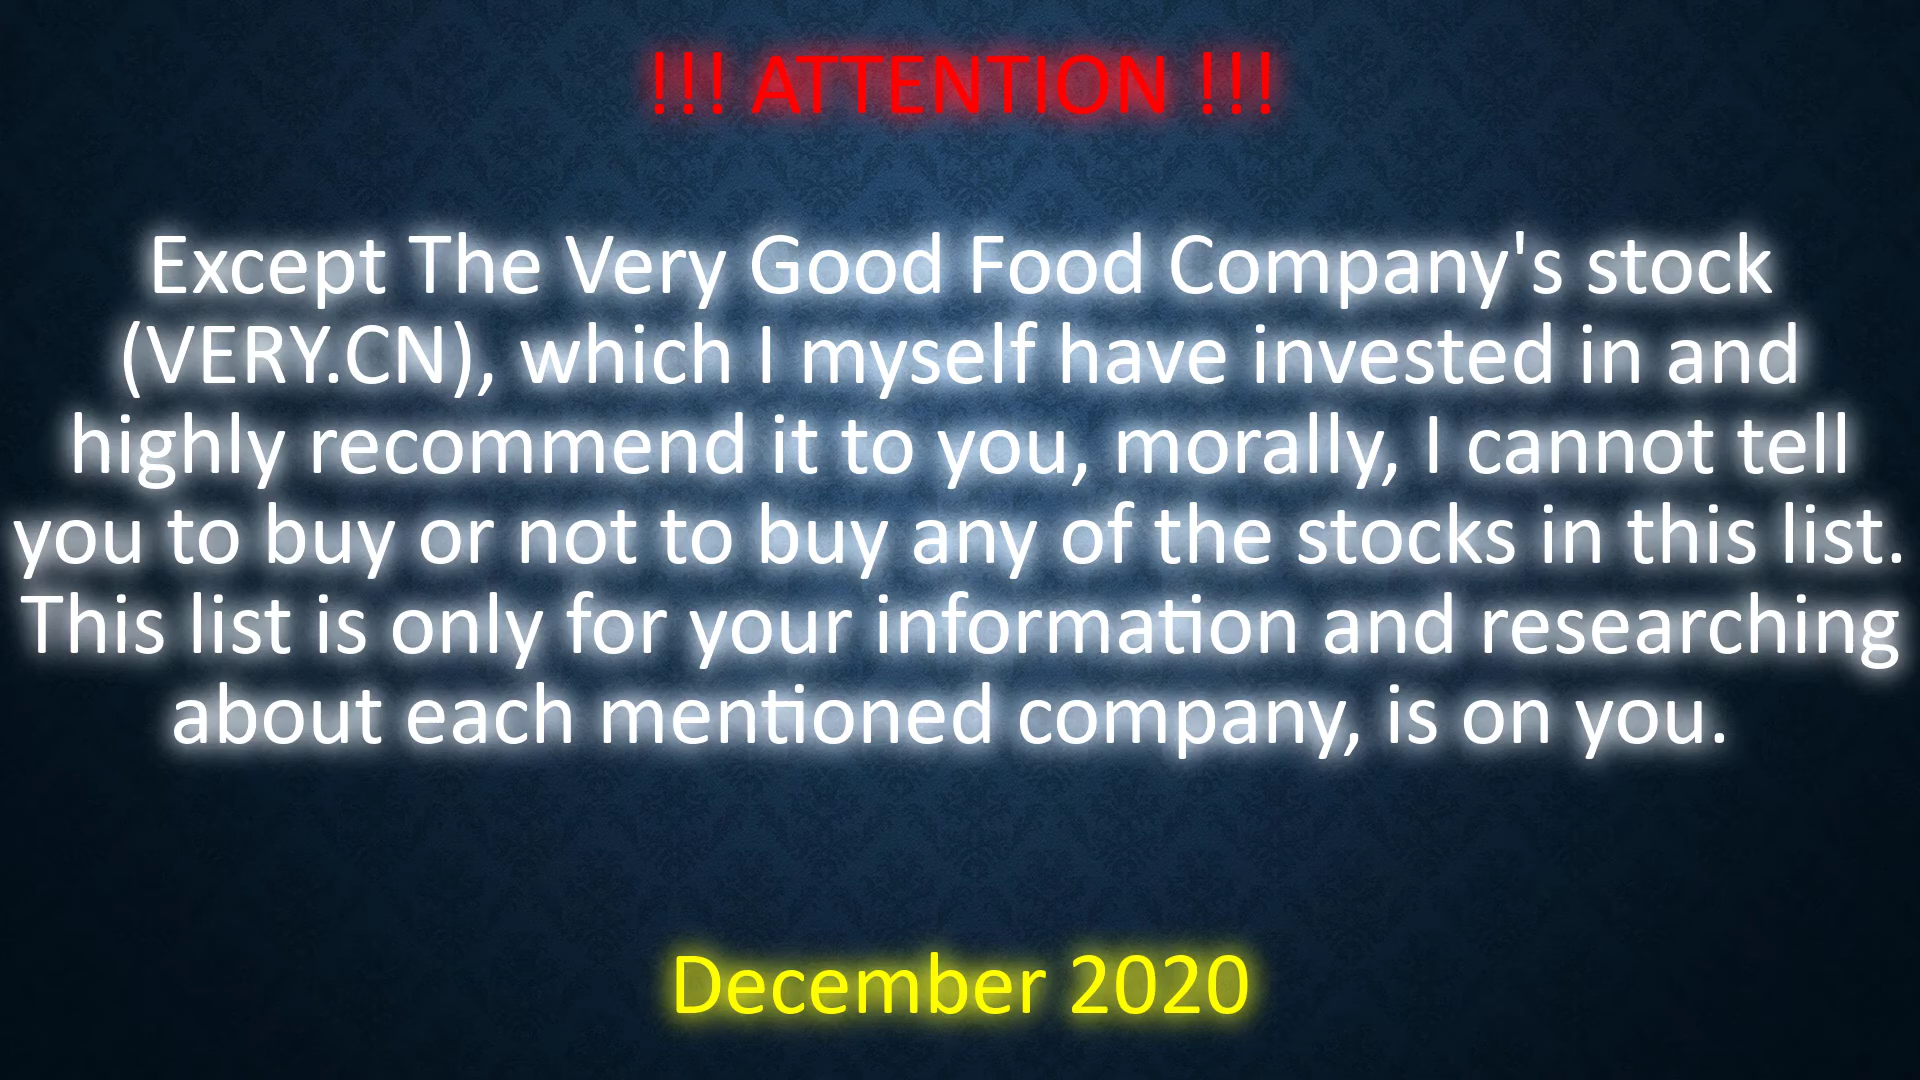 !!! ATTENTION !!!
Except The Very Good Food Company's stock
(VERY.CN), which I myself have invested in and
highly recommend it to you, morally, I cannot tell
you to buy or not to buy any of the stocks in this list.
This list is only for your information and researching
about each mentioned company, is on you.
December 2020